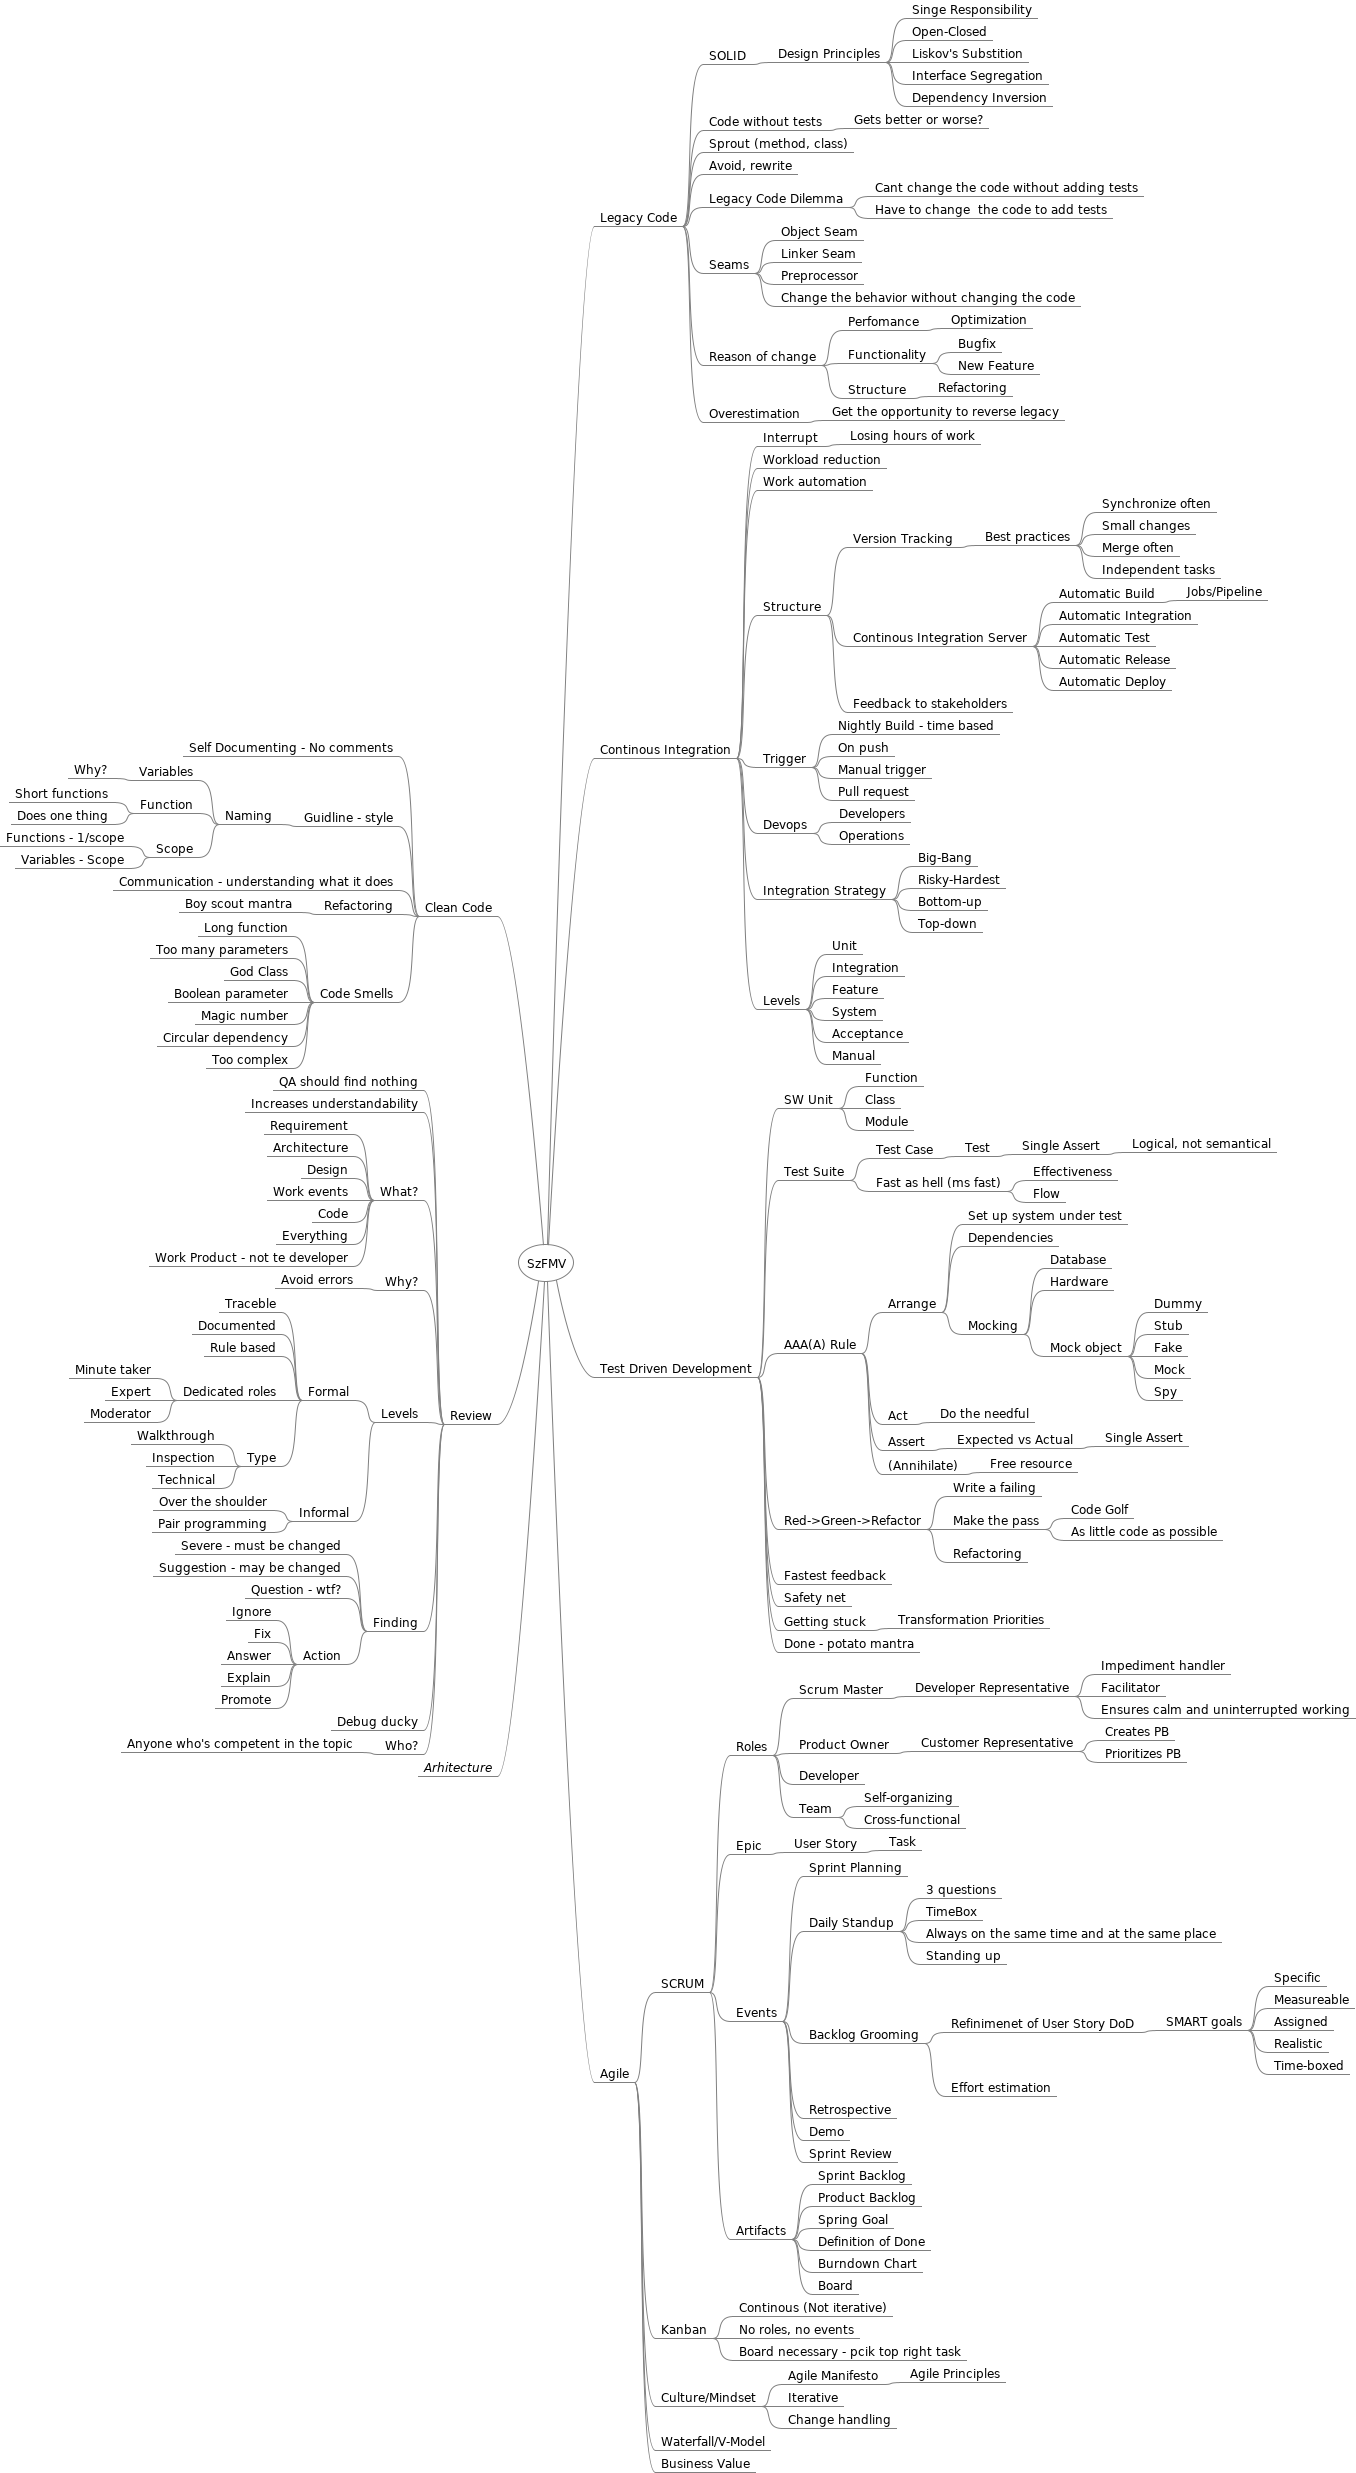 SzFMV
Legacy Code
SOLID
Design Principles
Singe Responsibility
Open-Closed
Liskov's Substition
Interface Segregation
Dependency Inversion
Code without tests
Gets better or worse?
Sprout (method, class)
Avoid, rewrite
Legacy Code Dilemma
Cant change the code without adding tests
Have to change  the code to add tests
Seams
Object Seam
Linker Seam
Preprocessor
Change the behavior without changing the code
Reason of change
Perfomance
Optimization
Functionality
Bugfix
New Feature
Structure
Refactoring
Overestimation
Get the opportunity to reverse legacy
Continous Integration
Interrupt
Losing hours of work
Workload reduction
Work automation
Structure
Version Tracking
Best practices
Synchronize often
Small changes
Merge often
Independent tasks
Continous Integration Server
Automatic Build
Jobs/Pipeline
Automatic Integration
Automatic Test
Automatic Release
Automatic Deploy
Feedback to stakeholders
Trigger
Nightly Build - time based
On push
Manual trigger
Pull request
Devops
Developers
Operations
Integration Strategy
Big-Bang
Risky-Hardest
Bottom-up
Top-down
Levels
Unit
Integration
Feature
System
Acceptance
Manual
Test Driven Development
SW Unit
Function
Class
Module
Test Suite
Test Case
Test
Single Assert
Logical, not semantical
Fast as hell (ms fast)
Effectiveness
Flow
AAA(A) Rule
Arrange
Set up system under test
Dependencies
Mocking
Database
Hardware
Mock object
Dummy
Stub
Fake
Mock
Spy
Act
Do the needful
Assert
Expected vs Actual
Single Assert
(Annihilate)
Free resource
Red->Green->Refactor
Write a failing
Make the pass
Code Golf
As little code as possible
Refactoring
Fastest feedback
Safety net
Getting stuck
Transformation Priorities
Done - potato mantra
Agile
SCRUM
Roles
Scrum Master
Developer Representative
Impediment handler
Facilitator
Ensures calm and uninterrupted working
Product Owner
Customer Representative
Creates PB
Prioritizes PB
Developer
Team
Self-organizing
Cross-functional
Epic
User Story
Task
Events
Sprint Planning
Daily Standup
3 questions
TimeBox
Always on the same time and at the same place
Standing up
Backlog Grooming
Refinimenet of User Story DoD
SMART goals
Specific
Measureable
Assigned
Realistic
Time-boxed
Effort estimation
Retrospective
Demo
Sprint Review
Artifacts
Sprint Backlog
Product Backlog
Spring Goal
Definition of Done
Burndown Chart
Board
Kanban
Continous (Not iterative)
No roles, no events
Board necessary - pcik top right task
Culture/Mindset
Agile Manifesto
Agile Principles
Iterative
Change handling
Waterfall/V-Model
Business Value
Clean Code
Self Documenting - No comments
Guidline - style
Naming
Variables
Why?
Function
Short functions
Does one thing
Scope
Functions - 1/scope
Variables - Scope
Communication - understanding what it does
Refactoring
Boy scout mantra
Code Smells
Long function
Too many parameters
God Class
Boolean parameter
Magic number
Circular dependency
Too complex
Review
QA should find nothing
Increases understandability
What?
Requirement
Architecture
Design
Work events
Code
Everything
Work Product - not te developer
Why?
Avoid errors
Levels
Formal
Traceble
Documented
Rule based
Dedicated roles
Minute taker
Expert
Moderator
Type
Walkthrough
Inspection
Technical
Informal
Over the shoulder
Pair programming
Finding
Severe - must be changed
Suggestion - may be changed
Question - wtf?
Action
Ignore
Fix
Answer
Explain
Promote
Debug ducky
Who?
Anyone who's competent in the topic
Arhitecture